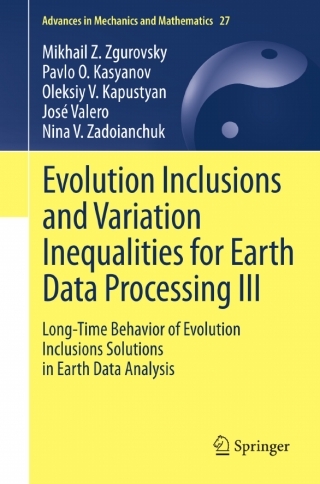 Advances in Mechanics and Mathematics 27
Mikhail Z. Zgurovsky
Pavlo O. Kasyanov
Oleksiy V. Kapustyan
José Valero
Nina V. Zadoianchuk
Evolution Inclusions
and Variation
Inequalities for Earth
Data Processing III
Long-Time Behavior of Evolution
Inclusions Solutions
in Earth Data Analysis
Springer